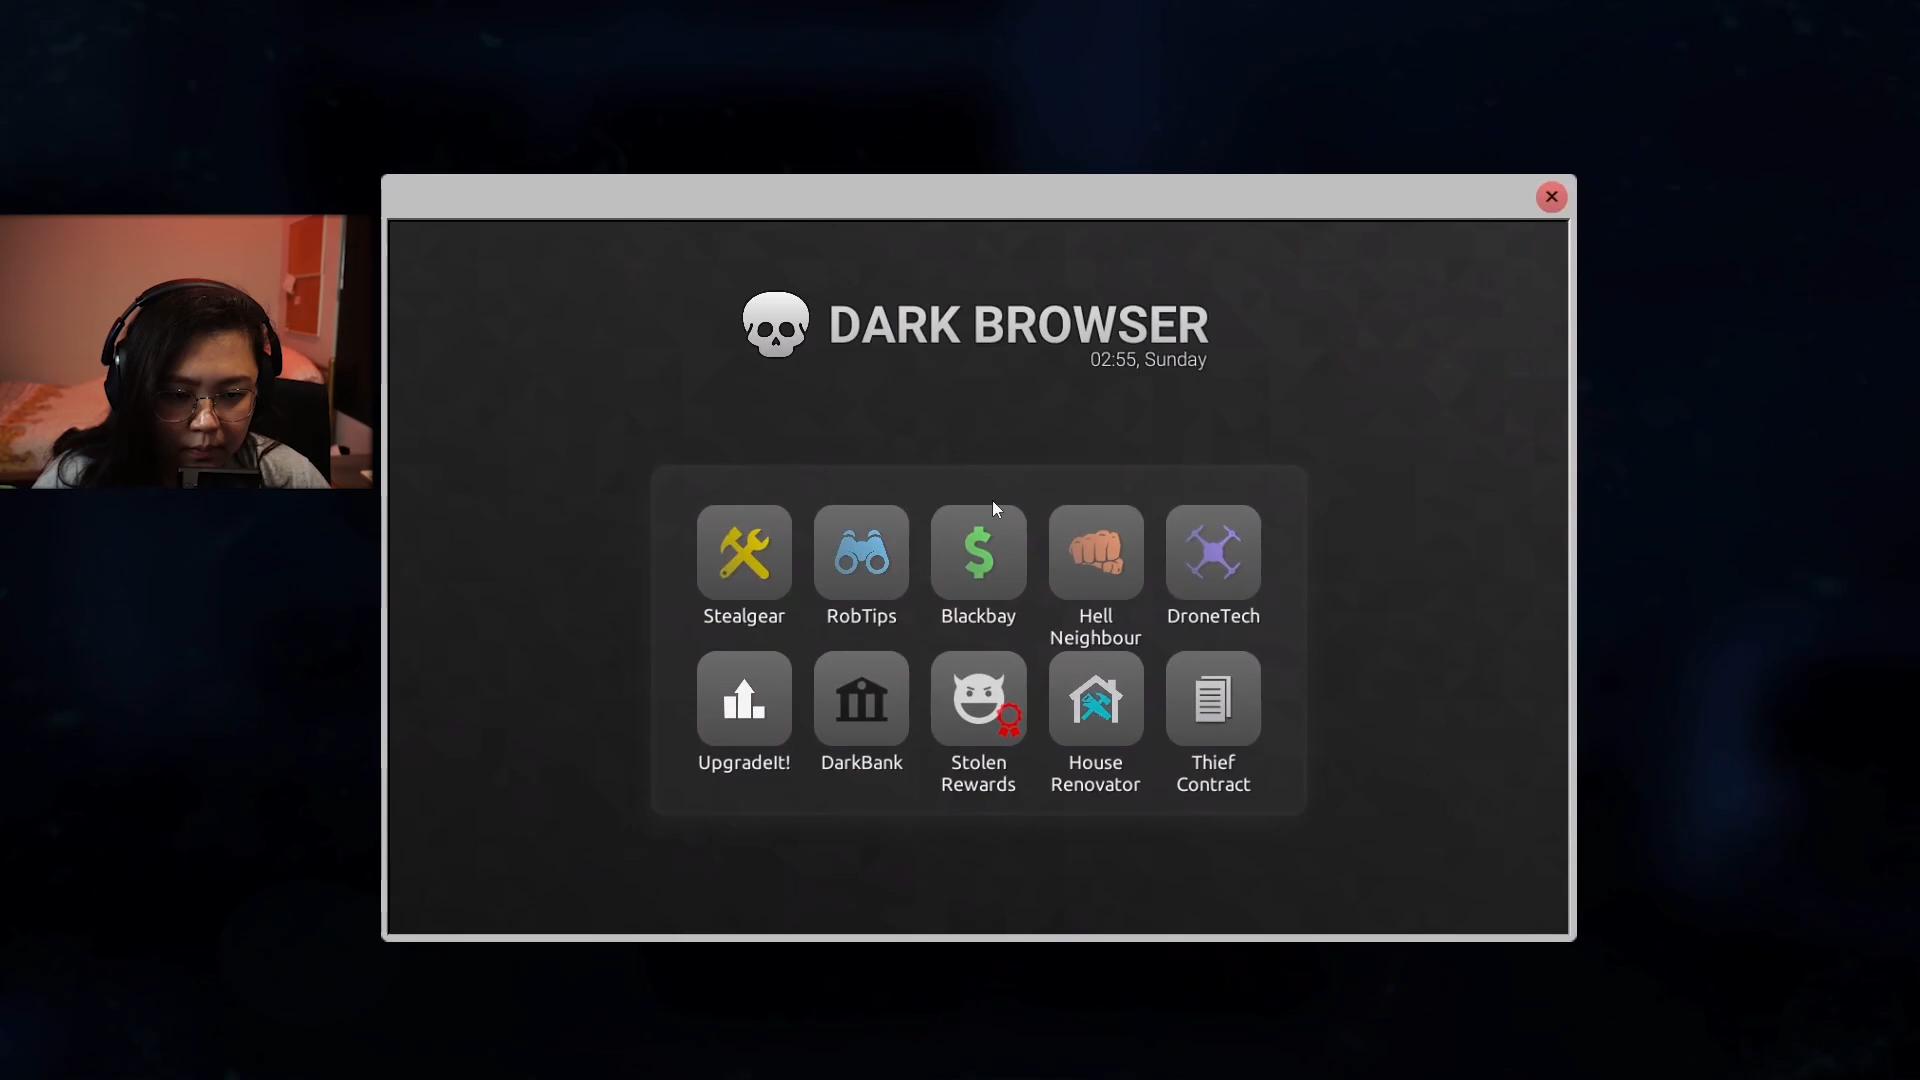 DARK BROWSER
02:55, Sunday
Stealgear
RobTips
Blackbay
Hell
Neighbour
DroneTech
UpgradeIt!
DarkBank
Stolen
Rewards
House
Renovator
Thief
Contract